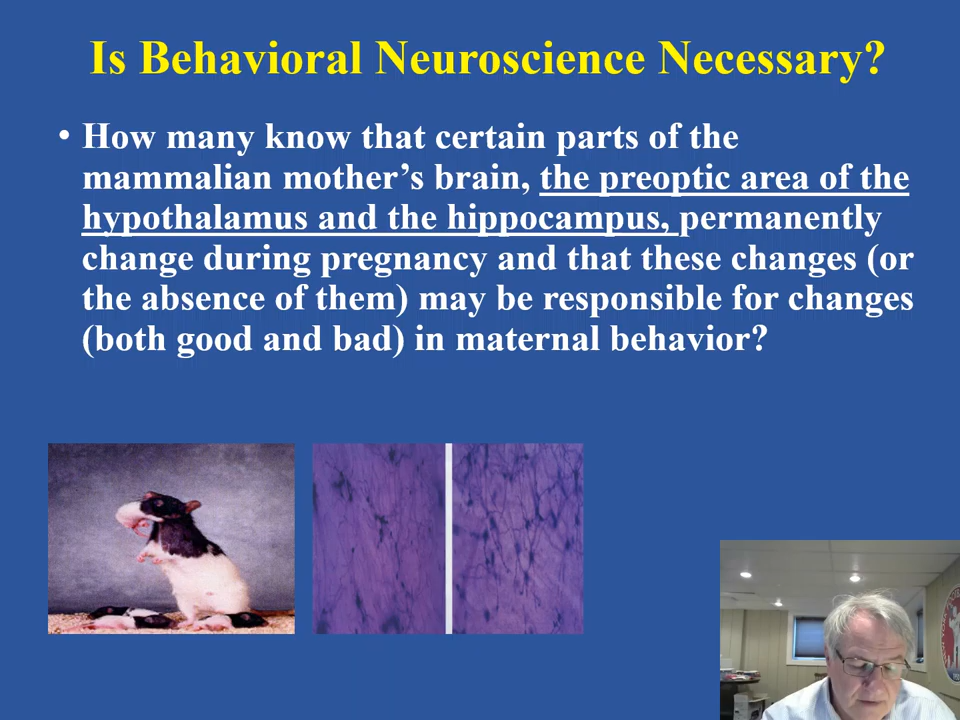 Is Behavioral Neuroscience Necessary?
• How many know that certain parts of the
mammalian mother’s brain, the preoptic area of the
hypothalamus and the hippocampus, permanently
change during pregnancy and that these changes (or
the absence of them) may be responsible for changes
(both good and bad) in maternal behavior?